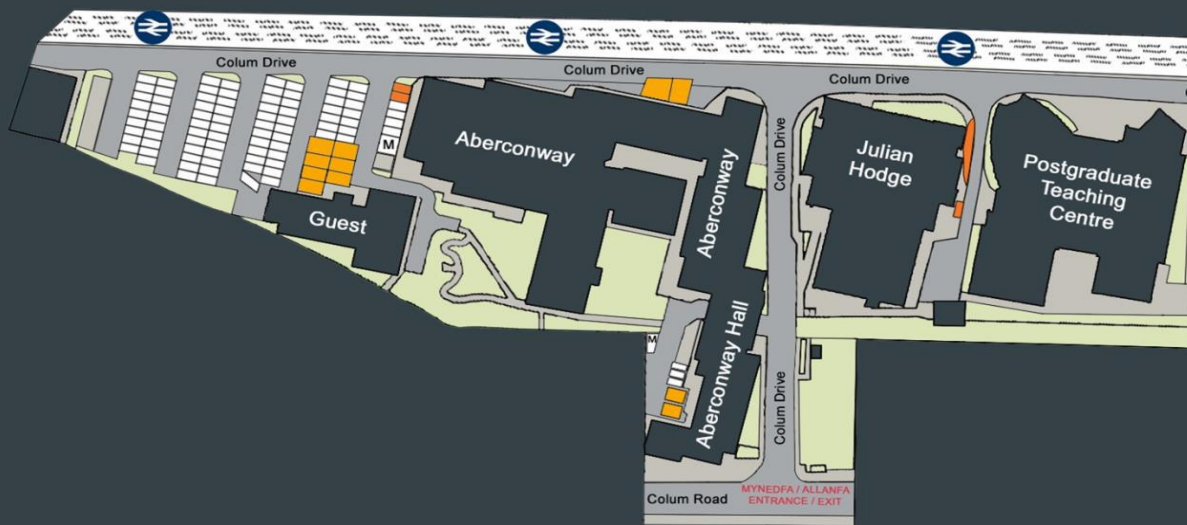 Colum Drive
Colum Drive
Colum Drive
Aberconway
M
Guest
Aberconway
Colum Drive
Julian
Hodge
Postgraduate
Teaching
Centre
M
Aberconway Hall
Colum Drive
Colum Road
MYNEDFA / ALLANFA
ENTRANCE / EXIT